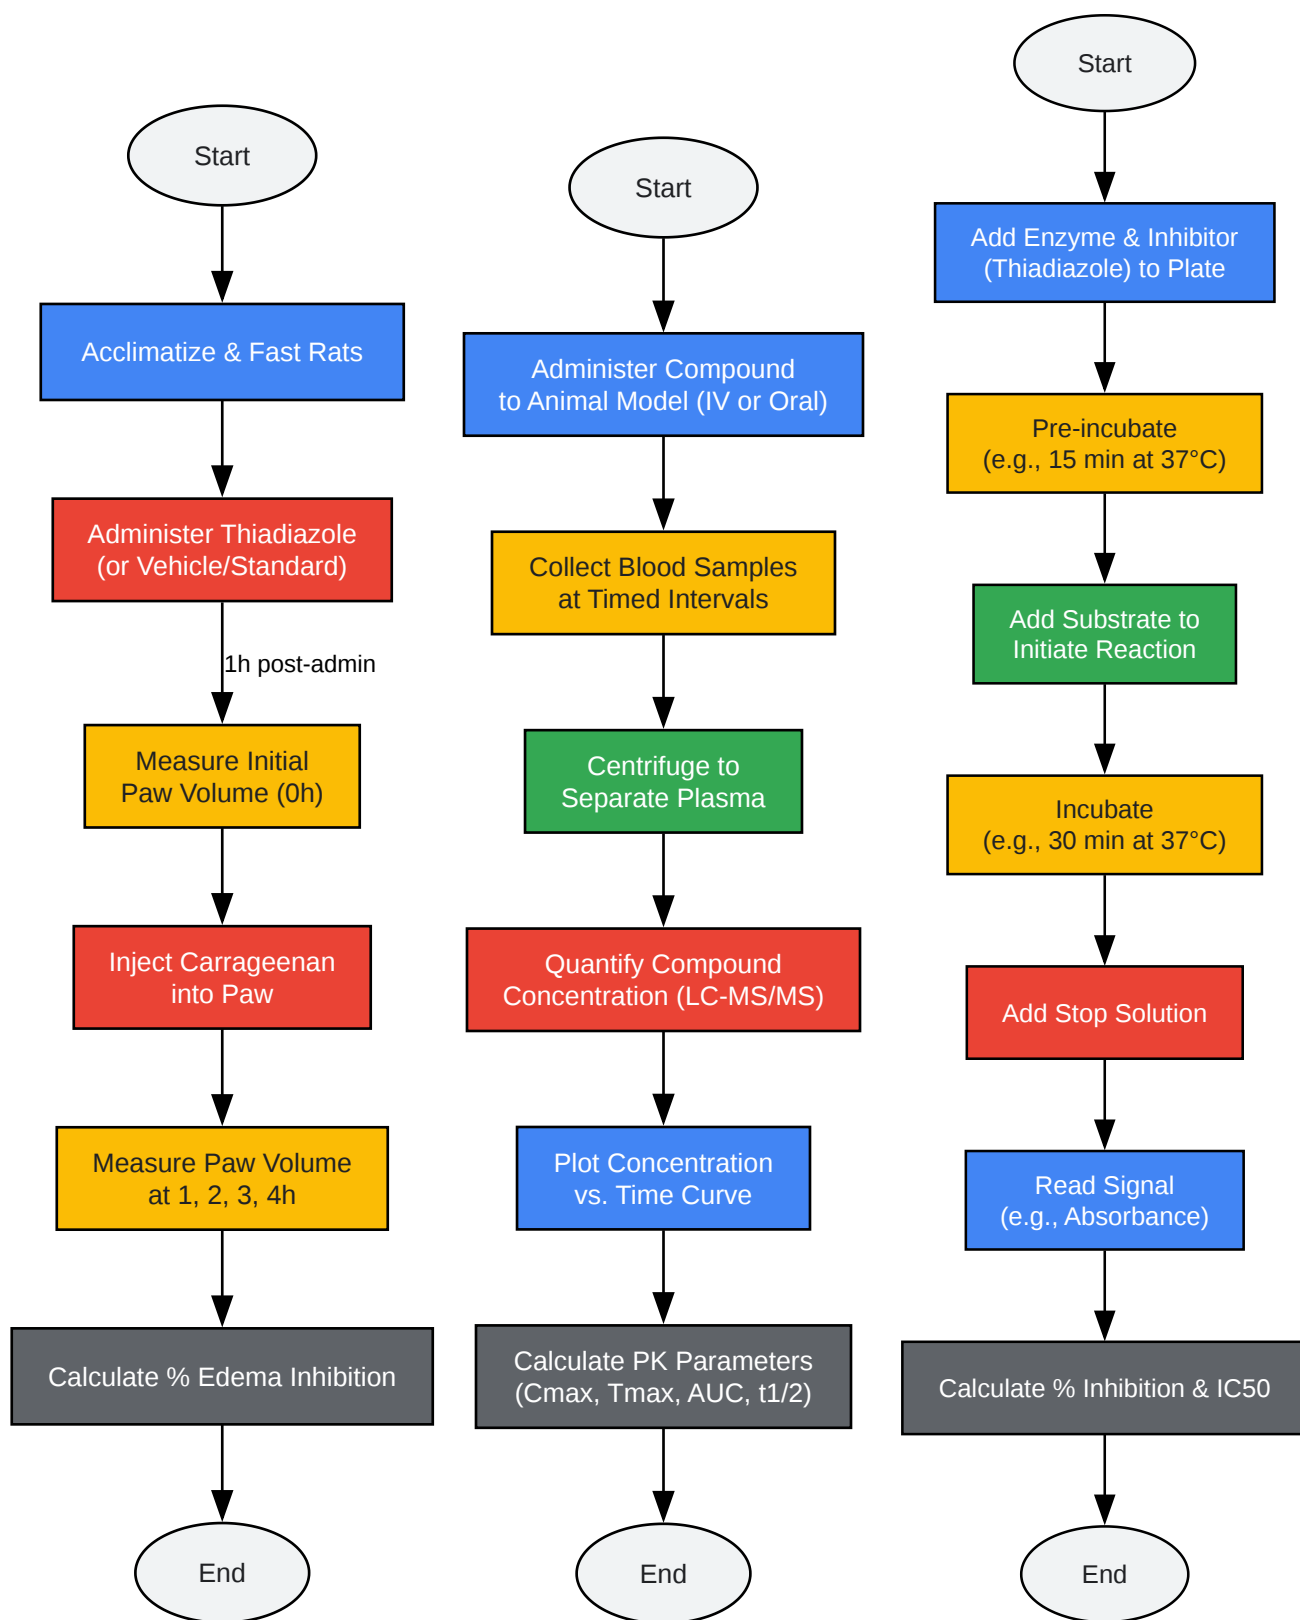 Start
Acclimatize & Fast Rats
Administer Thiadiazole
(or Vehicle/Standard)
1h post-admin
Measure Initial
Paw Volume (0h)
Inject Carrageenan
into Paw
Measure Paw Volume
at 1, 2, 3, 4h
Calculate % Edema Inhibition
End
Start
Administer Compound
to Animal Model (IV or Oral)
Collect Blood Samples
at Timed Intervals
Centrifuge to
Separate Plasma
Quantify Compound
Concentration (LC-MS/MS)
Plot Concentration
vs. Time Curve
Calculate PK Parameters
(Cmax, Tmax, AUC, t1/2)
End
Start
Add Enzyme & Inhibitor
(Thiadiazole) to Plate
Pre-incubate
(e.g., 15 min at 37°C)
Add Substrate to
Initiate Reaction
Incubate
(e.g., 30 min at 37°C)
Add Stop Solution
Read Signal
(e.g., Absorbance)
Calculate % Inhibition & IC50
End